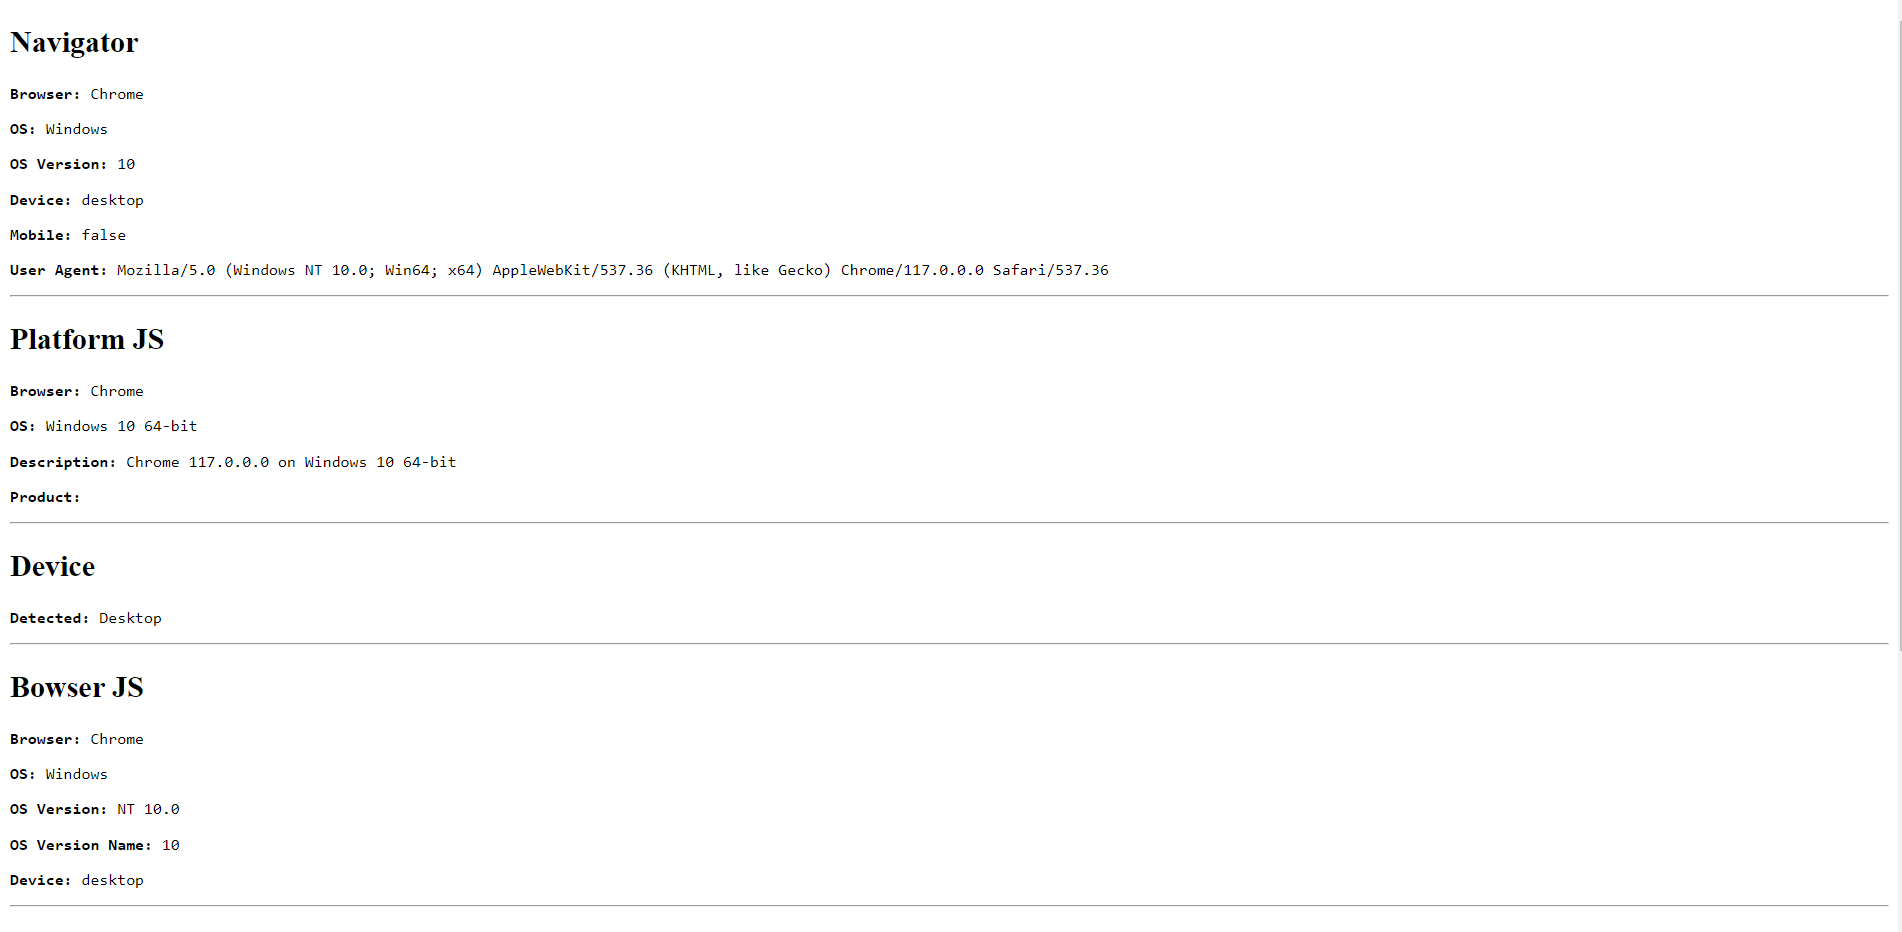 Navigator
Browser: Chrome
OS: Windows
OS Version: 10
Device: desktop
Mobile: false
User Agent: Mozilla/5.0 (Windows NT 10.0; Win64; x64) AppleWebKit/537.36 (KHTML, like Gecko) Chrome/117.0.0.0 Safari/537.36
Platform JS
Browser: Chrome
OS: Windows 10 64-bit
Description: Chrome 117.0.0.0 on Windows 10 64-bit
Product:
Device
Detected: Desktop
Bowser JS
Browser: Chrome
OS: Windows
OS Version: NT 10.0
OS Version Name: 10
Device: desktop